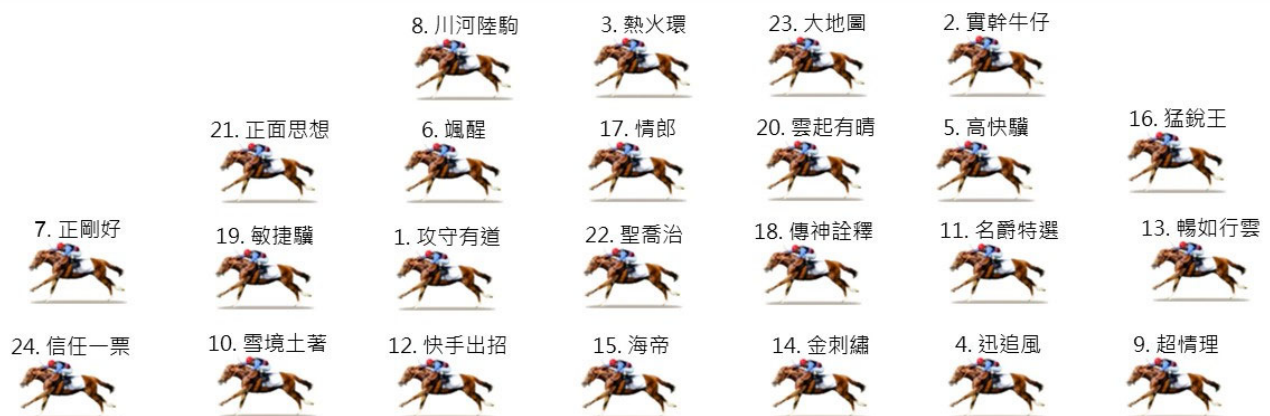 8. 川河陸駒
3. 熱火環
23. 大地圖
2. 實幹牛仔
21. 正面思想
6. 颯醒
17. 情郎
20. 雲起有晴
5. 高快驥
16. 猛銳王
7. 正剛好
19. 敏捷驥
1. 攻守有道
22. 聖喬治
18. 傳神詮釋
11. 名爵特選
13. 暢如行雲
24. 信任一票
10. 雪境土著
12. 快手出招
15. 海帝
14. 金刺繡
4. 迅追風
9. 超情理